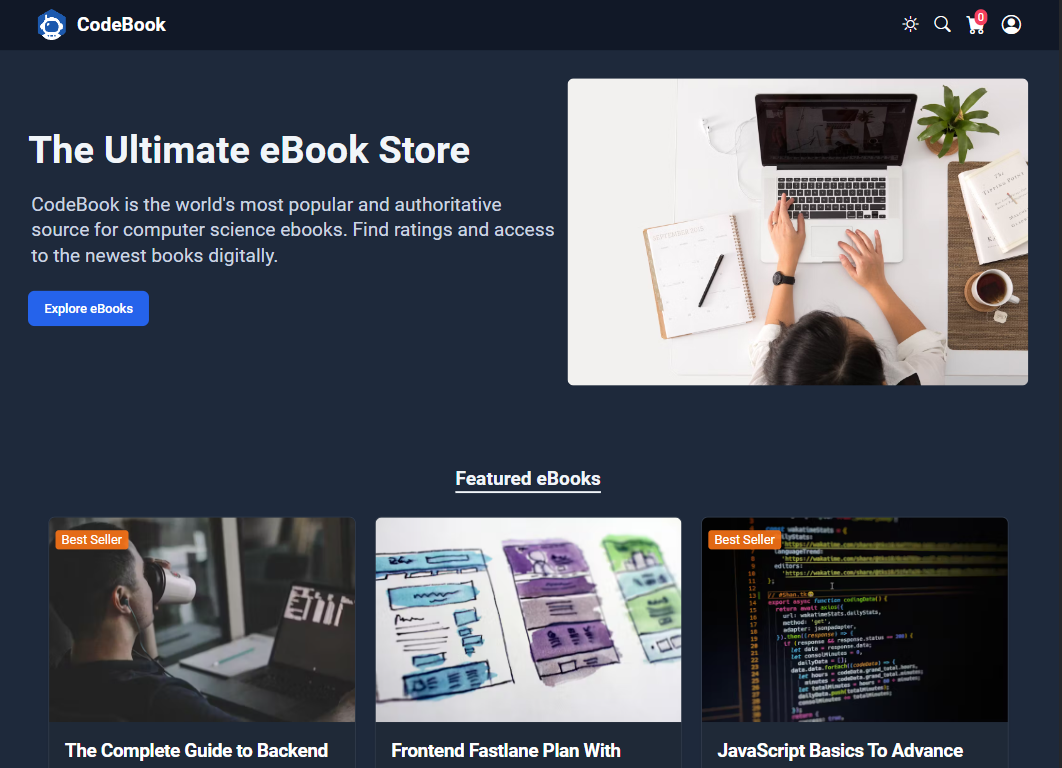 CodeBook
0
The Ultimate eBook Store
CodeBook is the world's most popular and authoritative
source for computer science ebooks. Find ratings and access
to the newest books digitally.
Explore eBooks
Featured eBooks
Best Seller
Best Seller
The Complete Guide to Backend
Frontend Fastlane Plan With
JavaScript Basics To Advance